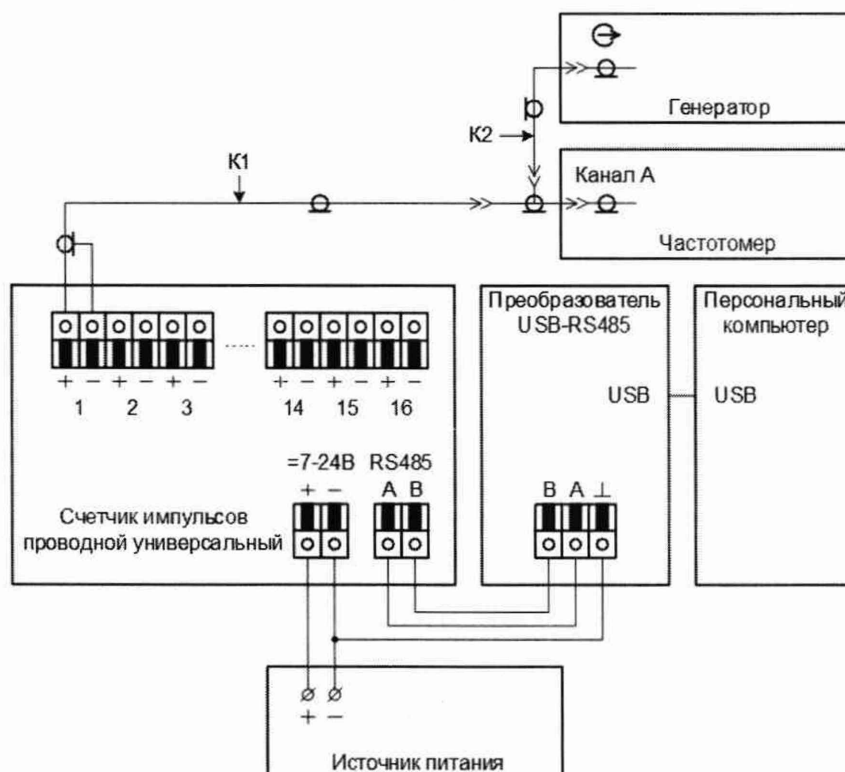 Генератор
К2
К1
Канал А
Частотомер
Преобразователь
USB-RS485
Персональный
компьютер
+ − + − + −
+ − + − + −
1 2 3
14 15 16
USB
USB
=7-24В RS485
+ − A B
B A ⊥
Счетчик импульсов
проводной универсальный
+ −
Источник питания